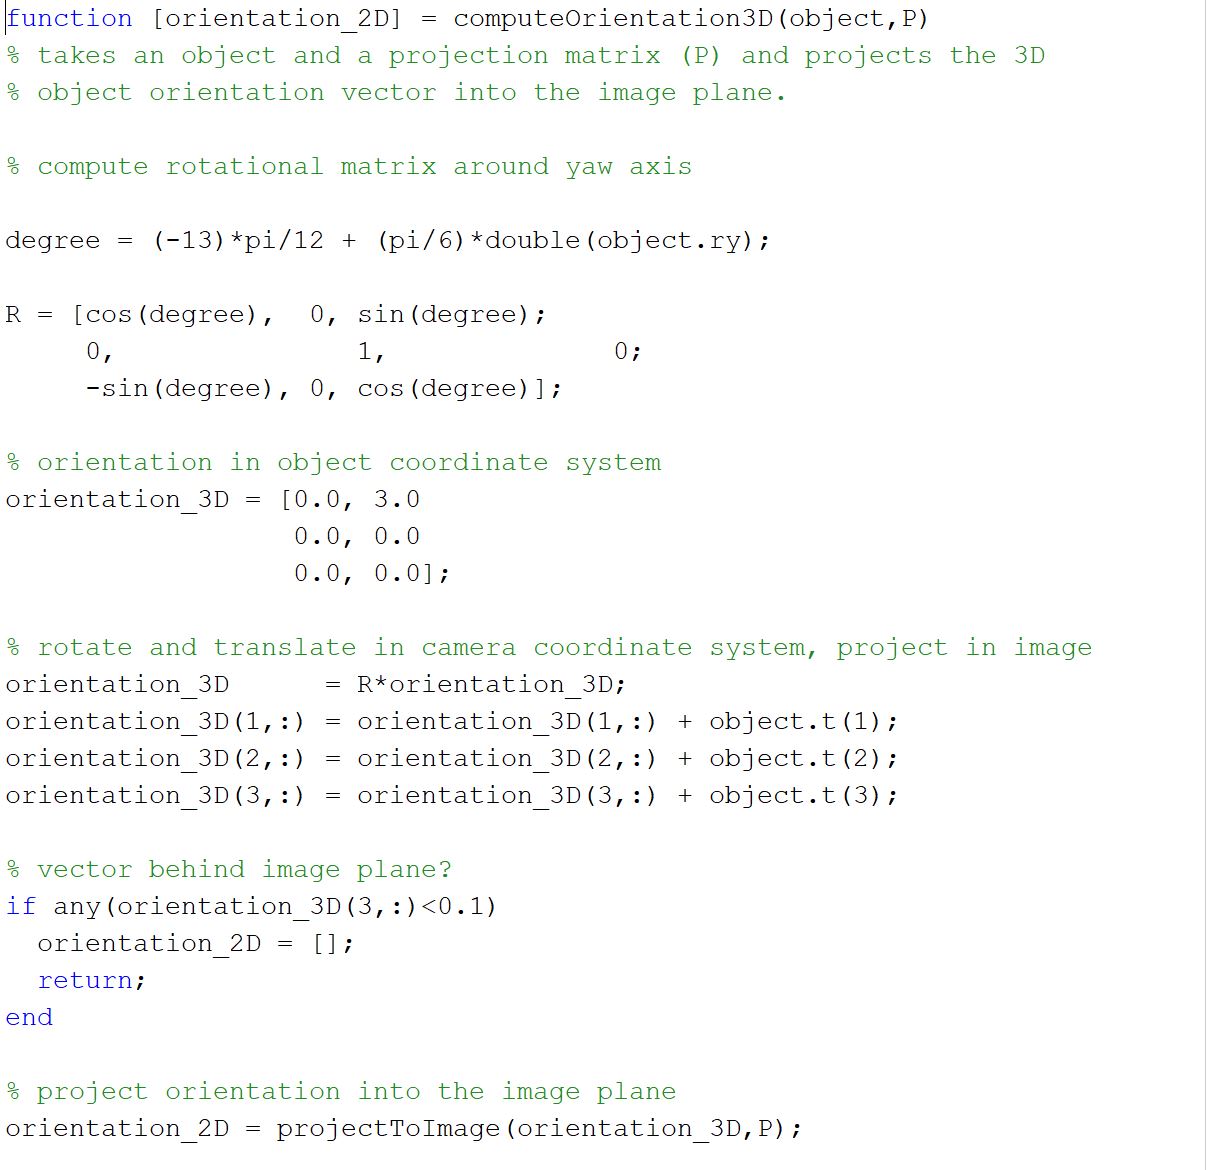 function [orientation_2D] = computeOrientation3D(object,P)
% takes an object and a projection matrix (P) and projects the 3D
% object orientation vector into the image plane.
% compute rotational matrix around yaw axis
degree = (-13)*pi/12 + (pi/6)*double(object.ry);
R = [cos(degree),  0, sin(degree);
     0,               1,              0;
     -sin(degree), 0, cos(degree)];
% orientation in object coordinate system
orientation_3D = [0.0, 3.0
                  0.0, 0.0
                  0.0, 0.0];
% rotate and translate in camera coordinate system, project in image
orientation_3D      = R*orientation_3D;
orientation_3D(1,:) = orientation_3D(1,:) + object.t(1);
orientation_3D(2,:) = orientation_3D(2,:) + object.t(2);
orientation_3D(3,:) = orientation_3D(3,:) + object.t(3);
% vector behind image plane?
if any(orientation_3D(3,:)<0.1)
  orientation_2D = [];
  return;
end
% project orientation into the image plane
orientation_2D = projectToImage(orientation_3D,P);